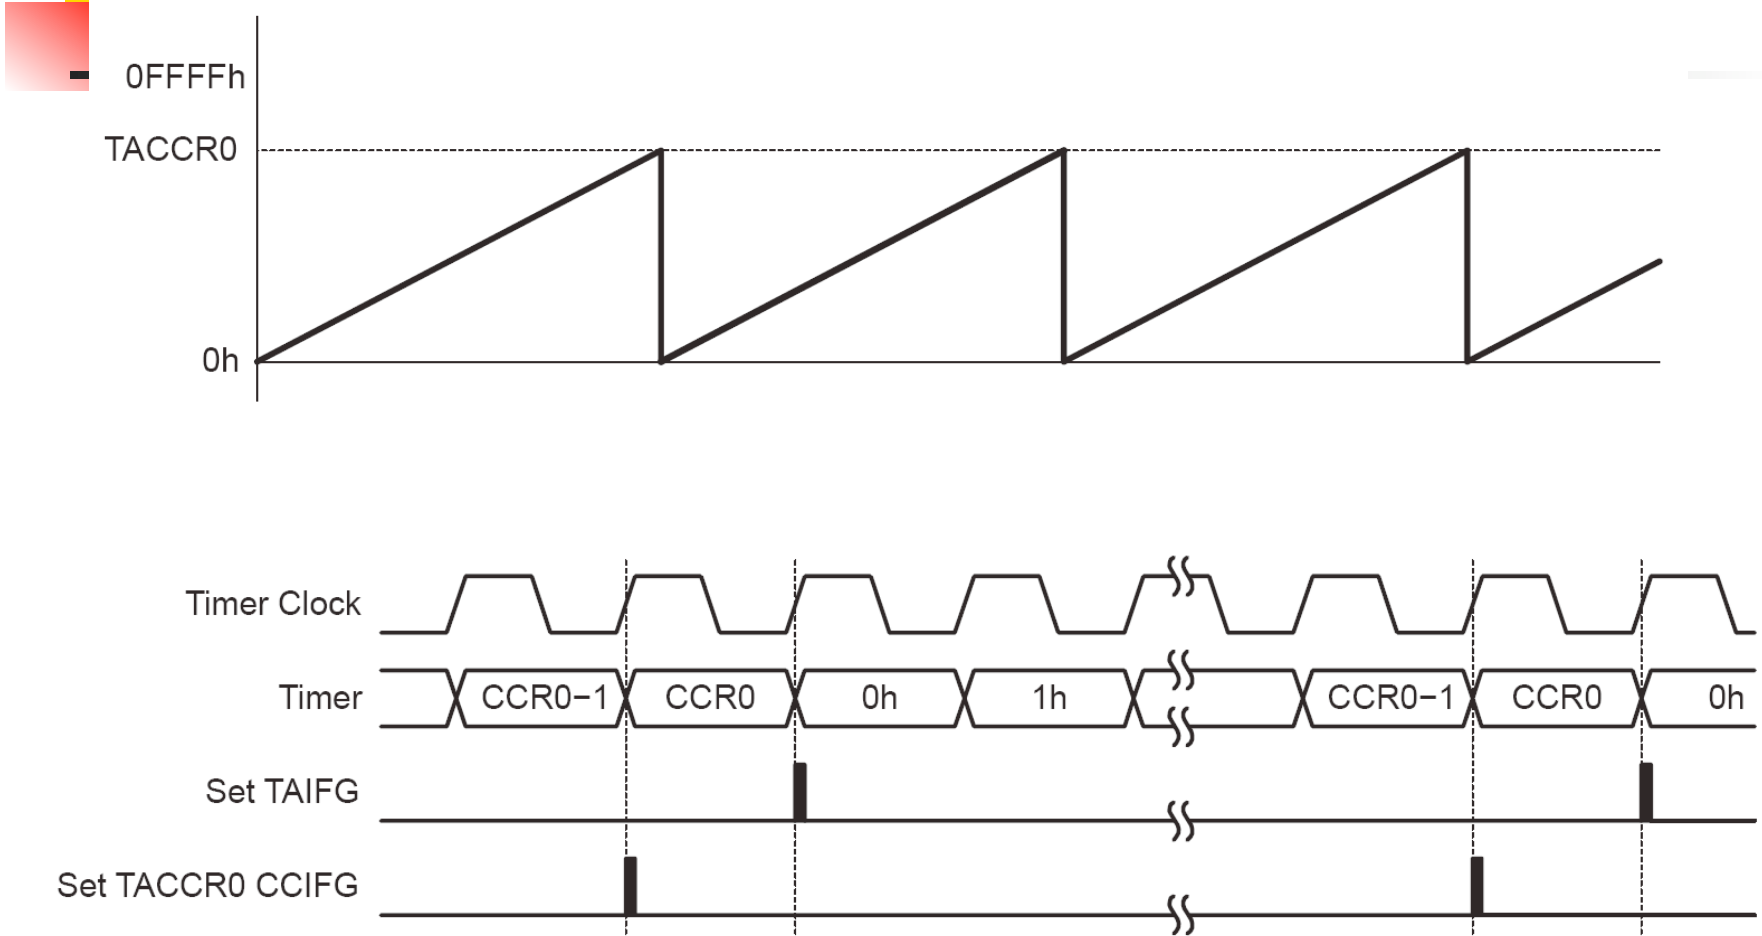 0FFFFh
TACCR0
0h
Timer Clock
Timer CCR0−1 CCR0 0h 1h CCR0−1 CCR0 0h
Set TAIFG
Set TACCR0 CCIFG